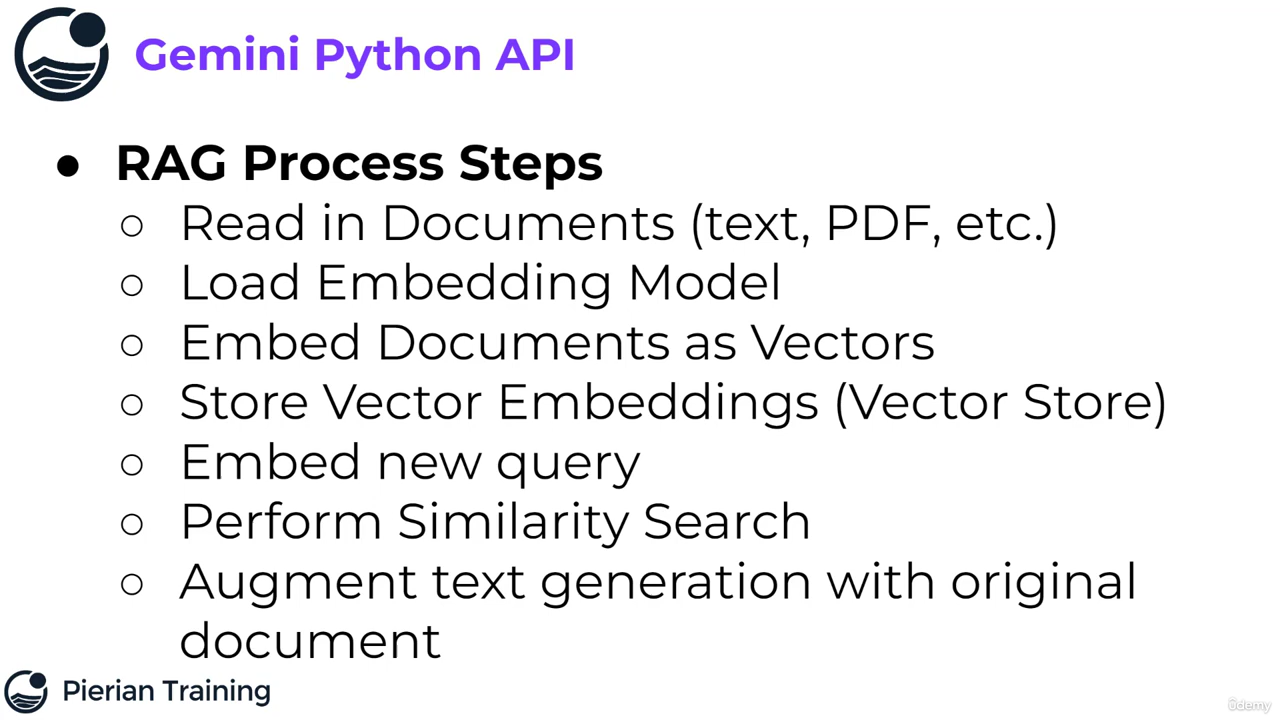 Gemini Python API
● RAG Process Steps
○ Read in Documents (text, PDF, etc.)
○ Load Embedding Model
○ Embed Documents as Vectors
○ Store Vector Embeddings (Vector Store)
○ Embed new query
○ Perform Similarity Search
○ Augment text generation with original
document
Pierian Training
ûdemy